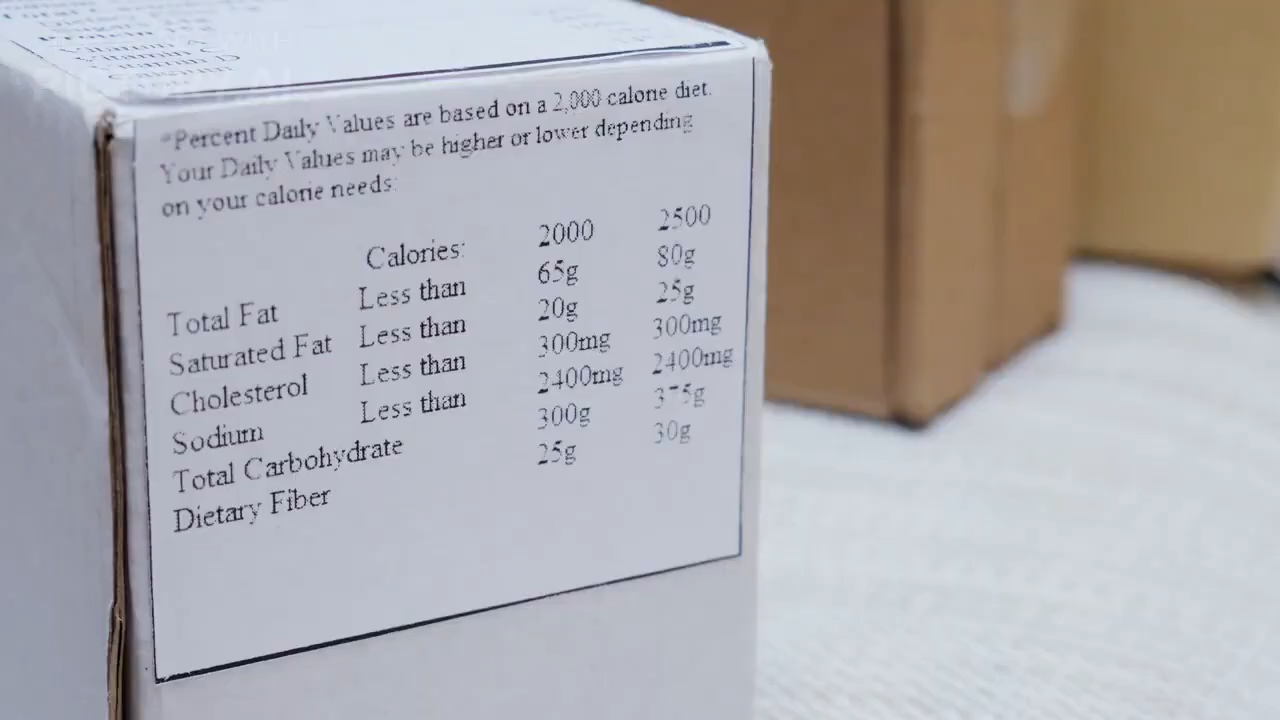 Vitamin A
Vitamin C
*Percent Daily Values are based on a 2,000 calorie diet.
Your Daily Values may be higher or lower depending
on your calorie needs:
Calories: 2000 2500
Total Fat Less than 65g 80g
Saturated Fat Less than 20g 25g
Cholesterol Less than 300mg 300mg
Sodium Less than 2400mg 2400mg
Total Carbohydrate 300g 375g
Dietary Fiber 25g 30g